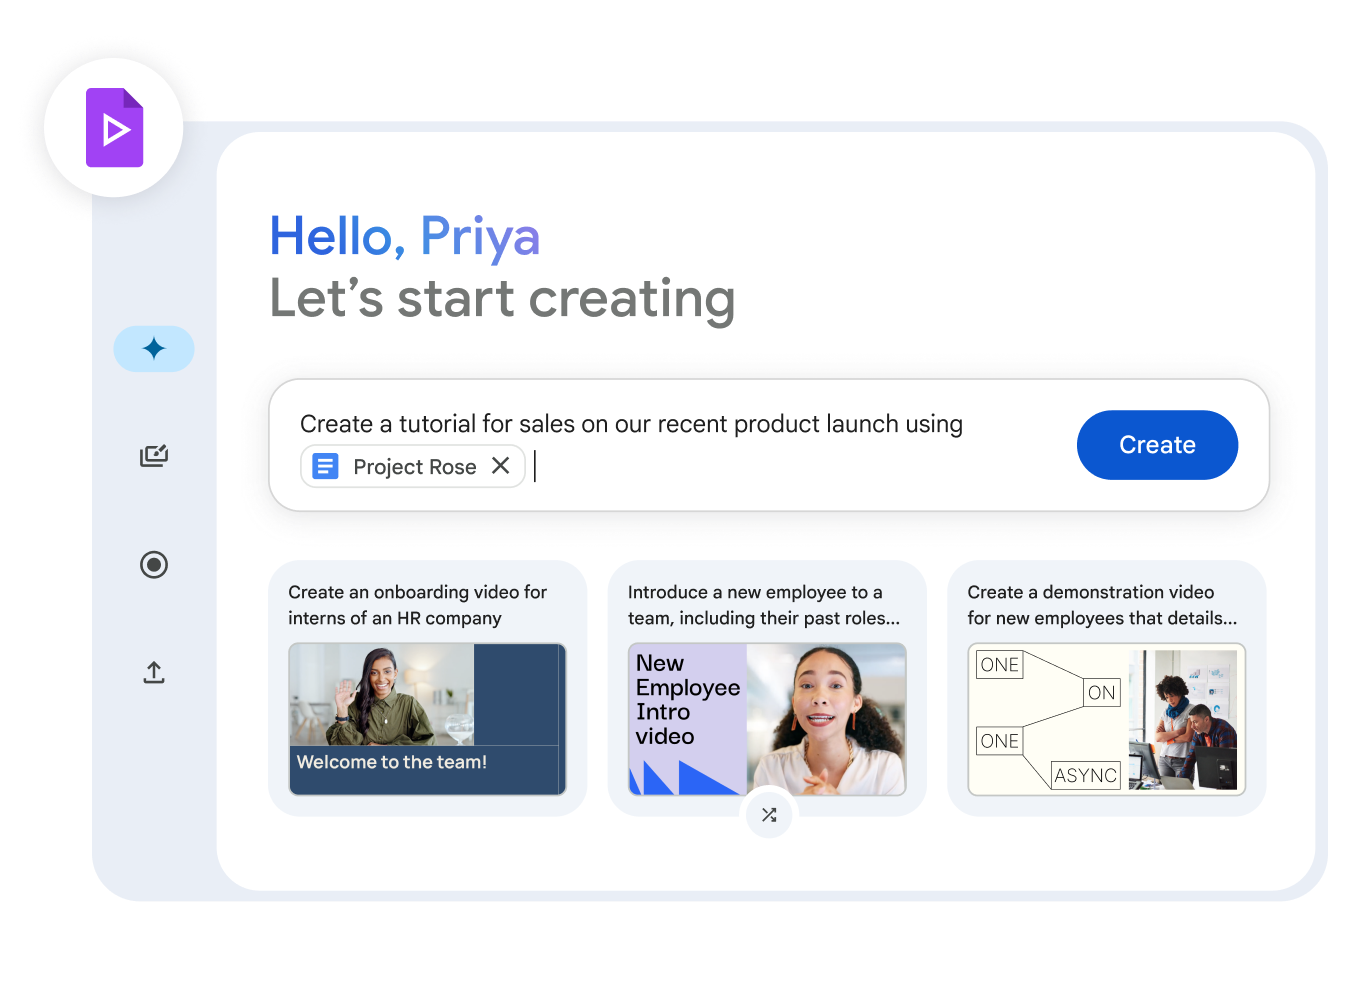 Hello, Priya
Let's start creating
Create a tutorial for sales on our recent product launch using
Project Rose
Create
Create an onboarding video for
interns of an HR company
Welcome to the team!
Introduce a new employee to a
team, including their past roles...
New
Employee
Intro
video
Create a demonstration video
for new employees that details...
ONE
ON
ONE
ASYNC